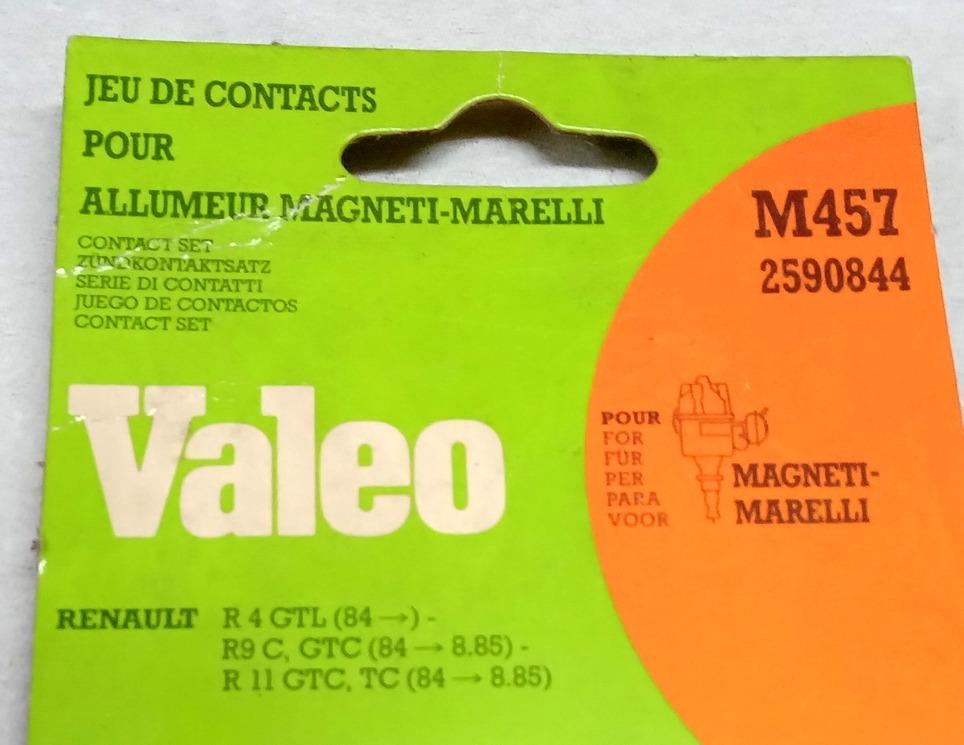 JEU DE CONTACTS
POUR
ALLUMEUR MAGNETI-MARELLI
CONTACT SET
ZUNDKONTAKTSATZ
SERIE DI CONTATTI
JUEGO DE CONTACTOS
CONTACT SET
M457
2590844
Valeo
POUR
FOR
FUR
PER
PARA
VOOR
MAGNETI-
MARELLI
RENAULT R 4 GTL (84 →) -
R9 C, GTC (84 → 8.85) -
R 11 GTC, TC (84 → 8.85)